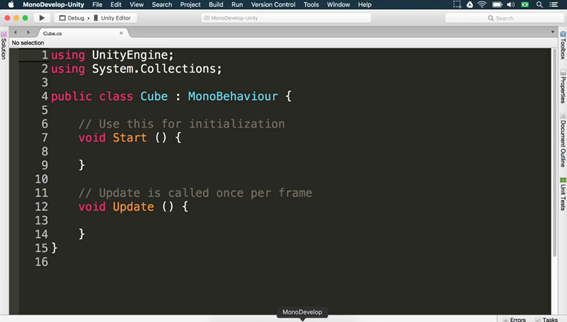 MonoDevelop-Unity File Edit View Search Project Build Run Version Control Tools Window Help
Debug Unity Editor MonoDevelop-Unity Search
Cube.cs
No selection
Solution
Toolbox
Properties
Document Outline
Unit Tests
1 using UnityEngine;
2 using System.Collections;
3
4 public class Cube : MonoBehaviour {
5
6 // Use this for initialization
7 void Start () {
8
9 }
10
11 // Update is called once per frame
12 void Update () {
13
14 }
15 }
16
MonoDevelop
Errors Tasks